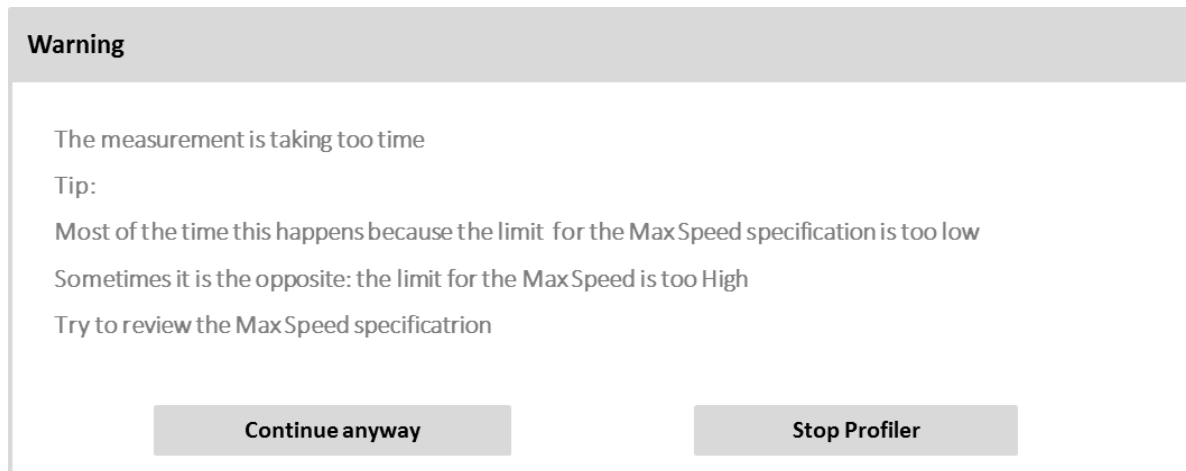 Warning
The measurement is taking too time
Tip:
Most of the time this happens because the limit for the Max Speed specification is too low
Sometimes it is the opposite: the limit for the Max Speed is too High
Try to review the Max Speed specificatrion
Continue anyway
Stop Profiler